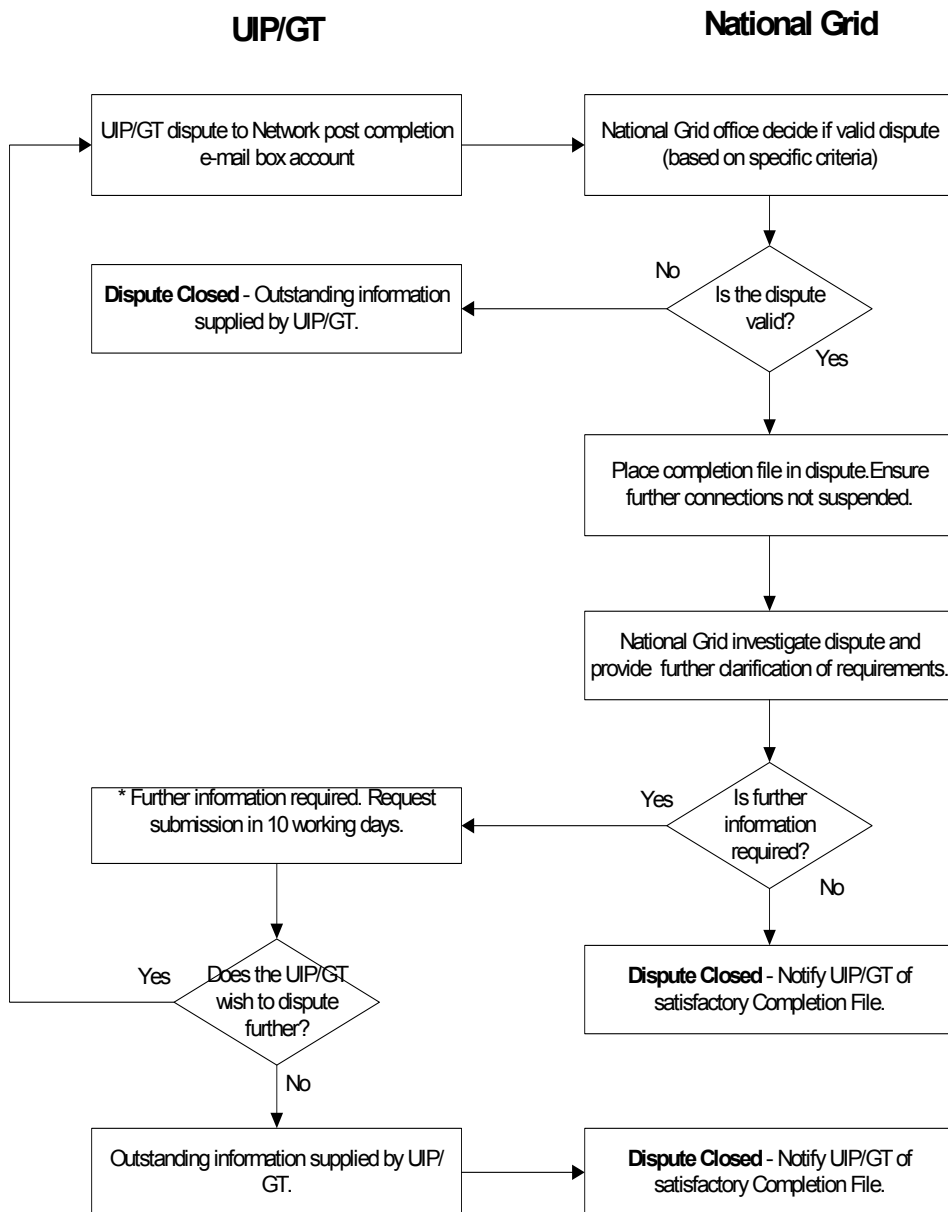 UIP/GT
National Grid
UIP/GT dispute to Network post completion
e-mail box account
National Grid office decide if valid dispute
(based on specific criteria)
No
Is the dispute
valid?
Dispute Closed - Outstanding information
supplied by UIP/GT.
Yes
Place completion file in dispute.Ensure
further connections not suspended.
National Grid investigate dispute and
provide further clarification of requirements.
* Further information required. Request
submission in 10 working days.
Yes
Is further
information
required?
No
Yes
Does the UIP/GT
wish to dispute
further?
Dispute Closed - Notify UIP/GT of
satisfactory Completion File.
No
Outstanding information supplied by UIP/
GT.
Dispute Closed - Notify UIP/GT of
satisfactory Completion File.